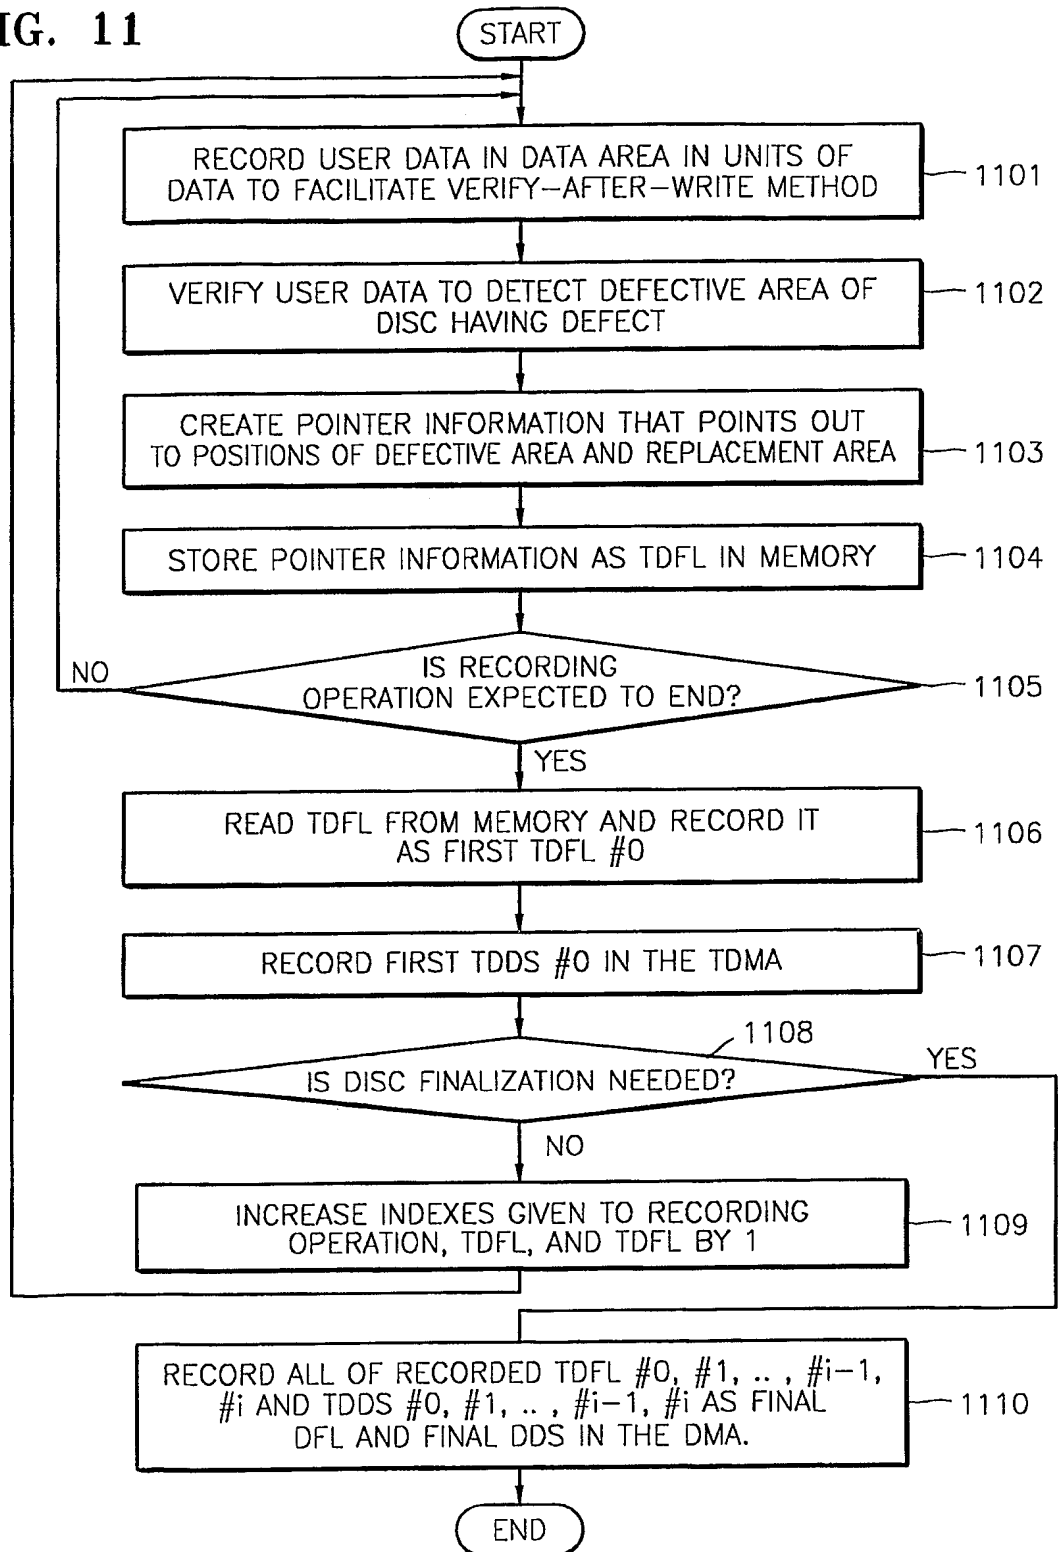 IG. 11
START
RECORD USER DATA IN DATA AREA IN UNITS OF
DATA TO FACILITATE VERIFY-AFTER-WRITE METHOD
1101
VERIFY USER DATA TO DETECT DEFECTIVE AREA OF
DISC HAVING DEFECT
1102
CREATE POINTER INFORMATION THAT POINTS OUT
TO POSITIONS OF DEFECTIVE AREA AND REPLACEMENT AREA
1103
STORE POINTER INFORMATION AS TDFL IN MEMORY
1104
NO
IS RECORDING
OPERATION EXPECTED TO END?
1105
YES
READ TDFL FROM MEMORY AND RECORD IT
AS FIRST TDFL #0
1106
RECORD FIRST TDDS #0 IN THE TDMA
1107
1108
IS DISC FINALIZATION NEEDED?
YES
NO
INCREASE INDEXES GIVEN TO RECORDING
OPERATION, TDFL, AND TDFL BY 1
1109
RECORD ALL OF RECORDED TDFL #0, #1, .. , #i-1,
#i AND TDDS #0, #1, .. , #i-1, #i AS FINAL
DFL AND FINAL DDS IN THE DMA.
1110
END